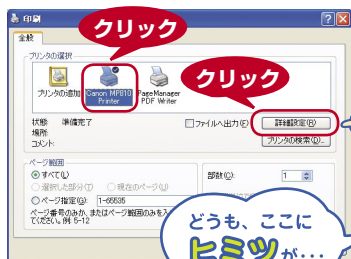 印刷
クリック
全般
プリンタの選択
クリック
プリンタの追加
Canon MP810 Printer
PageManager PDF Writer
状態: 準備完了
場所:
コメント:
ファイルへ出力(F)
詳細設定(R)
プリンタの検索(D)...
ページ範囲
すべて(L)
選択した部分(T)
現在のページ(U)
ページ指定(G):
1-65535
ページ番号のみか、またはページ範囲のみを入
てください。例: 5-12
部数(C):
1
どうも、ここに
ヒミツが・・・